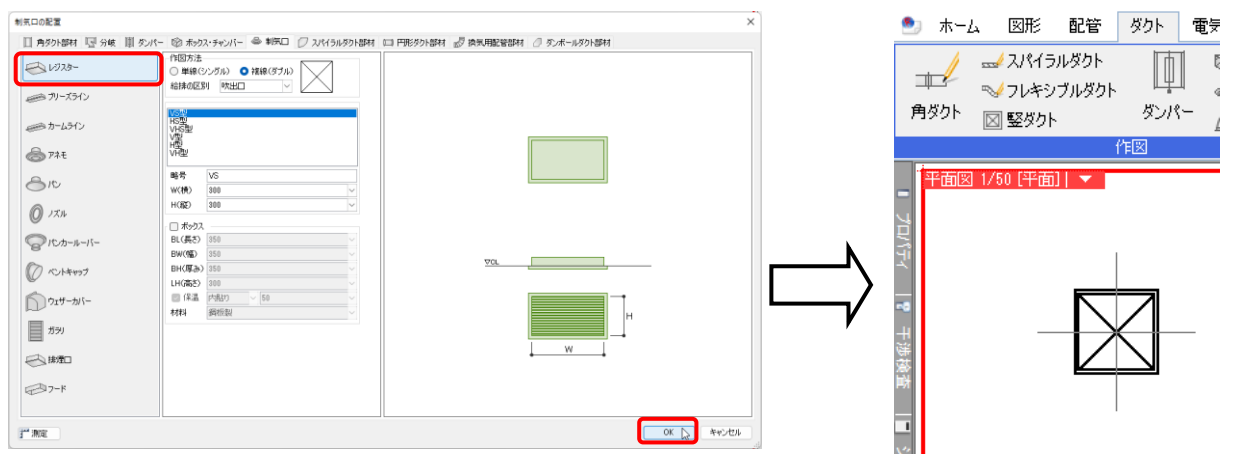 制気口の配置
角ダクト部材 分岐 ダンパー ボックス・チャンバー 制気口 スパイラルダクト部材 円形ダクト部材 換気用配管部材 ダンボールダクト部材
レジスター
ブリーズライン
カームライン
アネモ
パン
ノズル
パンカールーバー
ベントキャップ
ウェザーカバー
ガラリ
排煙口
フード
作図方法
単線(シングル) 複線(ダブル)
給排の区別 吹出口
VS型
HS型
VHS型
V型
H型
VH型
略号 VS
W(横) 300
H(縦) 300
ボックス
BL(長さ) 350
BW(幅) 350
BH(厚み) 350
LH(高さ) 300
保温 内貼り 50
材料 鋼板製
▽CL
H
W
測定
OK キャンセル
ホーム 図形 配管 ダクト 電気
角ダクト
スパイラルダクト
フレキシブルダクト
竪ダクト
ダンパー
作図
平面図 1/50 [平面]
プロパティ
干渉検査